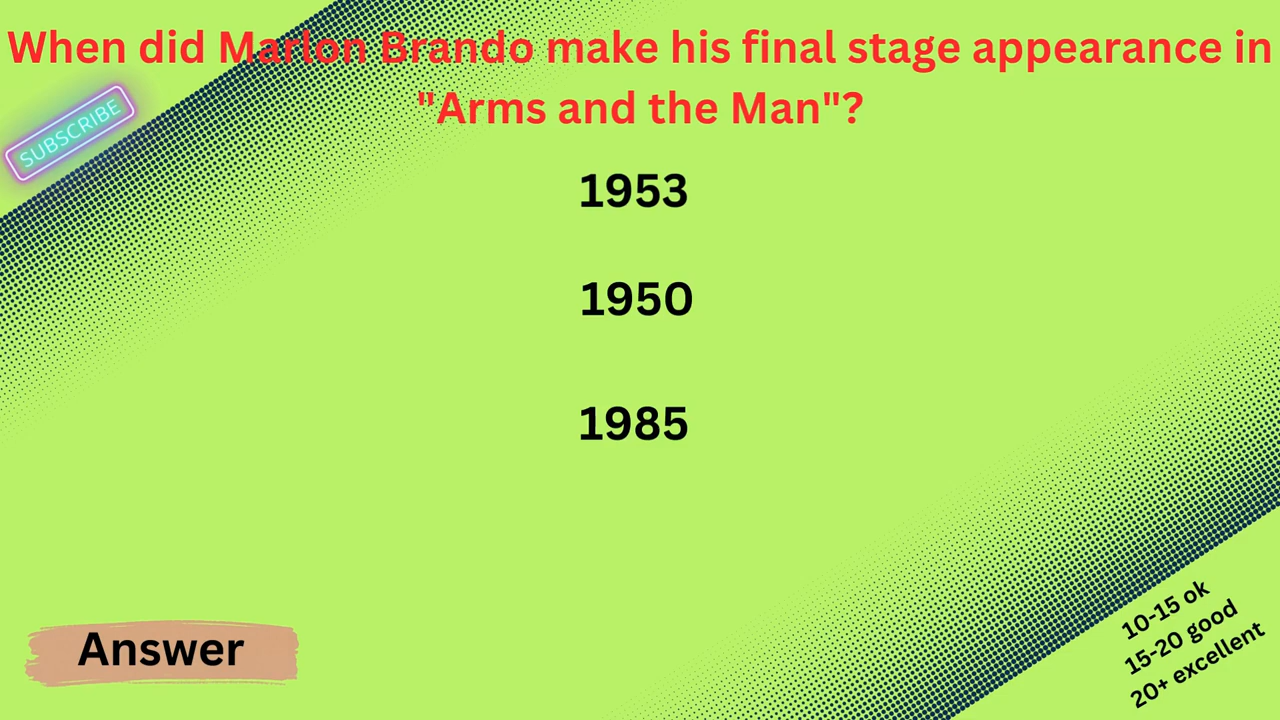 When did Marlon Brando make his final stage appearance in
"Arms and the Man"?
SUBSCRIBE
1953
1950
1985
Answer
10-15 ok
15-20 good
20+ excellent